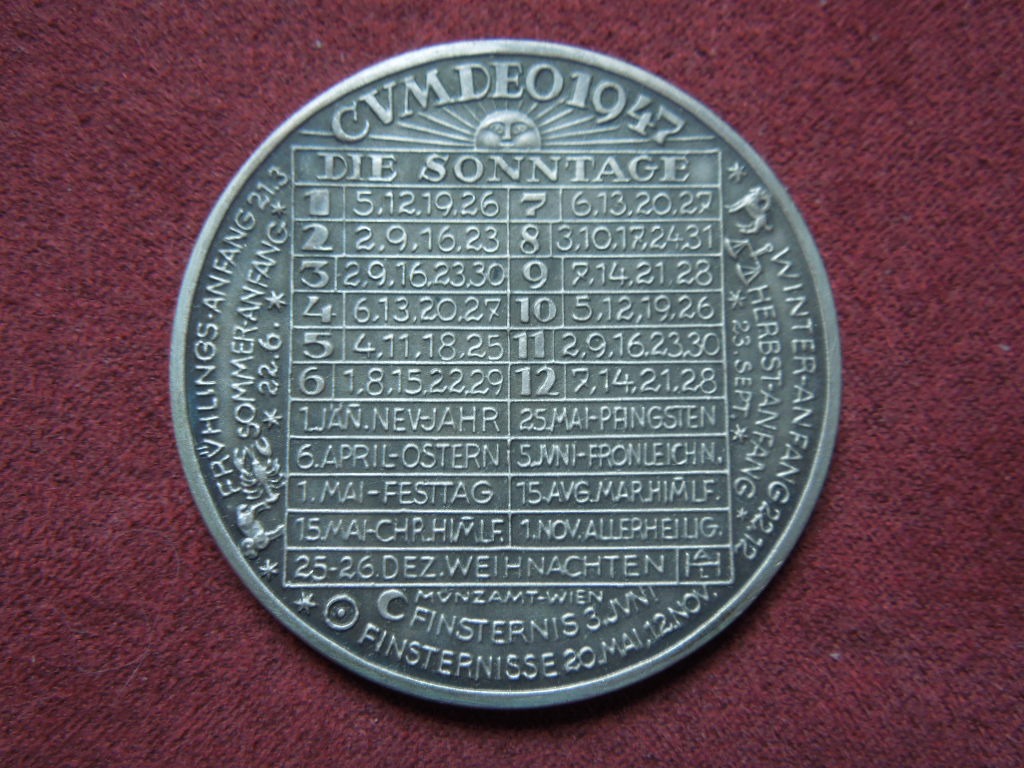 CVM DEO 1947
DIE SONNTAGE
1 5.12.19.26 7 6.13.20.27
2 2.9.16.23 8 3.10.17.24.31
3 2.9.16.23.30 9 7.14.21.28
4 6.13.20.27 10 5.12.19.26
5 4.11.18.25 11 2.9.16.23.30
6 1.8.15.22.29 12 7.14.21.28
1.JÄN. NEVJAHR 25.MAI-PFINGSTEN
6.APRIL-OSTERN 5.JVNI-FRONLEICHN.
1.MAI-FESTTAG 15.AVG.MAR.HIM̄LF.
15.MAI-CHR.HIM̄LF. 1.NOV.ALLERHEILIG.
25-26.DEZ.WEIHNACHTEN
MÜNZAMT-WIEN
FINSTERNIS 3.JVNI
FINSTERNISSE 20.MAI,12.NOV.
FRÜHLINGS-ANFANG 21.3
SOMMERANFANG * 22.6. *
WINTER-ANFANG 22.12
HERBST-ANFANG *
* 23. SEPT. *